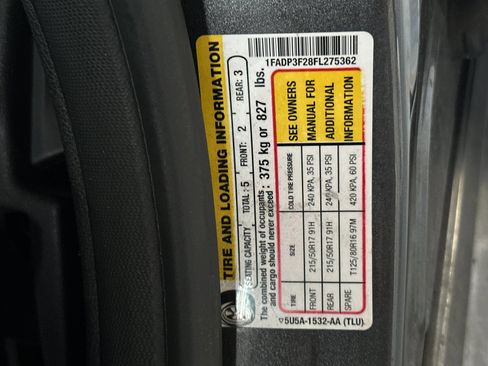 TIRE AND LOADING INFORMATION
SEATING CAPACITY TOTAL: 5 FRONT: 2 REAR: 3
The combined weight of occupants and cargo should never exceed : 375 kg or 827 lbs.
1FADP3F28FL275362
TIRE SIZE COLD TIRE PRESSURE
FRONT 215/50R17 91H 240 KPA, 35 PSI
REAR 215/50R17 91H 240 KPA, 35 PSI
SPARE T125/80R16 97M 420 KPA, 60 PSI
SEE OWNERS
MANUAL FOR
ADDITIONAL
INFORMATION
5U5A-1532-AA (TLU)